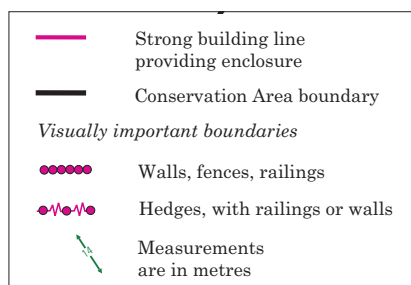 Strong building line
providing enclosure
Conservation Area boundary
Visually important boundaries
Walls, fences, railings
Hedges, with railings or walls
Measurements
are in metres